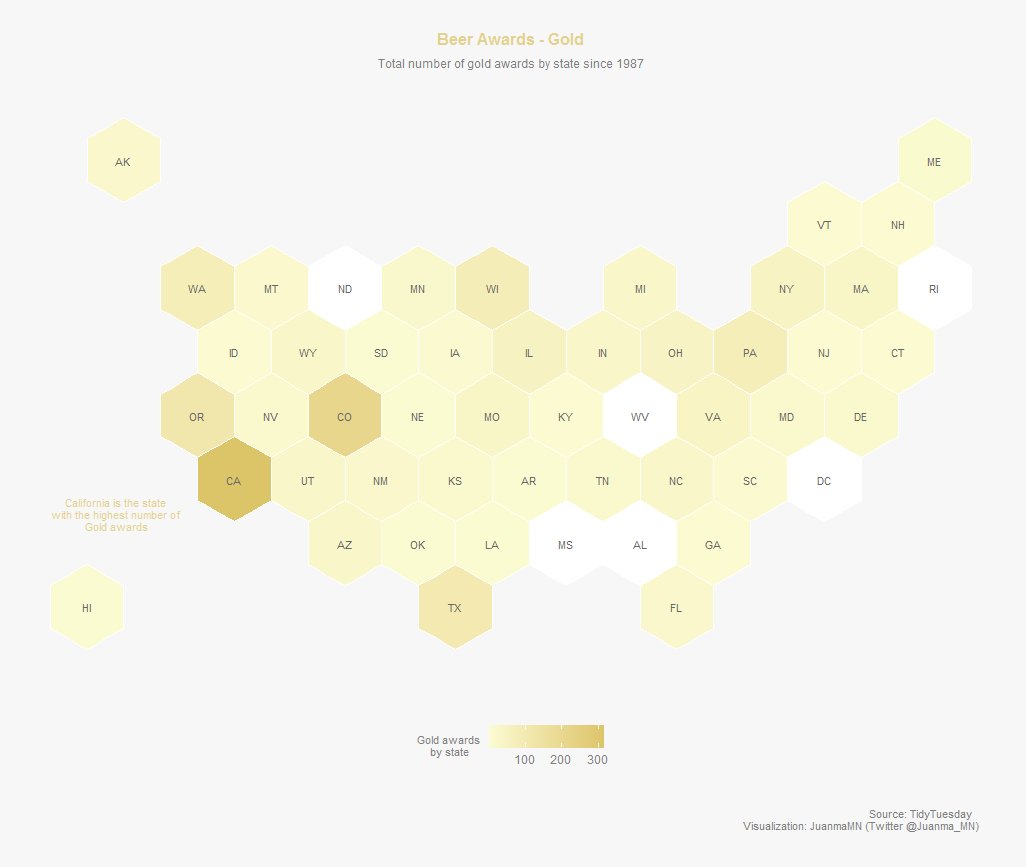 Beer Awards - Gold
Total number of gold awards by state since 1987
AK
ME
VT
NH
WA
MT
ND
MN
WI
MI
NY
MA
RI
ID
WY
SD
IA
IL
IN
OH
PA
NJ
CT
OR
NV
CO
NE
MO
KY
WV
VA
MD
DE
CA
UT
NM
KS
AR
TN
NC
SC
DC
California is the state
with the highest number of
Gold awards
AZ
OK
LA
MS
AL
GA
HI
TX
FL
Gold awards
by state
100
200
300
Source: TidyTuesday
Visualization: JuanmaMN (Twitter @Juanma_MN)